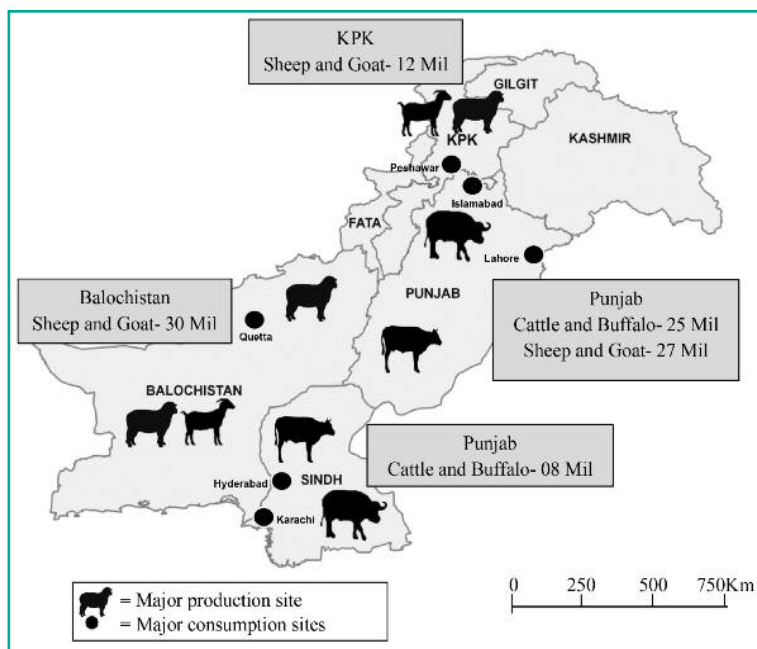 KPK
Sheep and Goat- 12 Mil
GILGIT
KPK
KASHMIR
Peshawar
Islamabad
FATA
Lahore
Balochistan
Sheep and Goat- 30 Mil
PUNJAB
Punjab
Cattle and Buffalo- 25 Mil
Sheep and Goat- 27 Mil
Quetta
BALOCHISTAN
Punjab
Cattle and Buffalo- 08 Mil
Hyderabad
SINDH
Karachi
= Major production site
= Major consumption sites
0 250 500 750Km